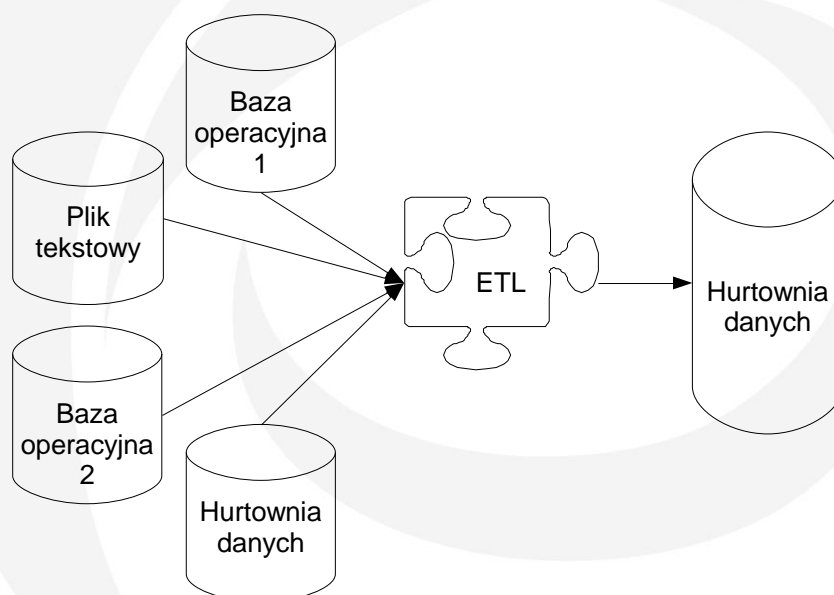 Baza
operacyjna
1
Plik
tekstowy
ETL
Hurtownia
danych
Baza
operacyjna
2
Hurtownia
danych